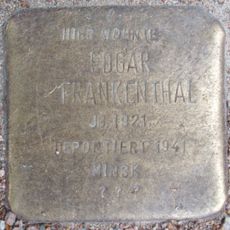 HIER WOHNTE
EDGAR
FRANKENTHAL
JG. 1921
DEPORTIERT 1941
MINSK
? ? ?